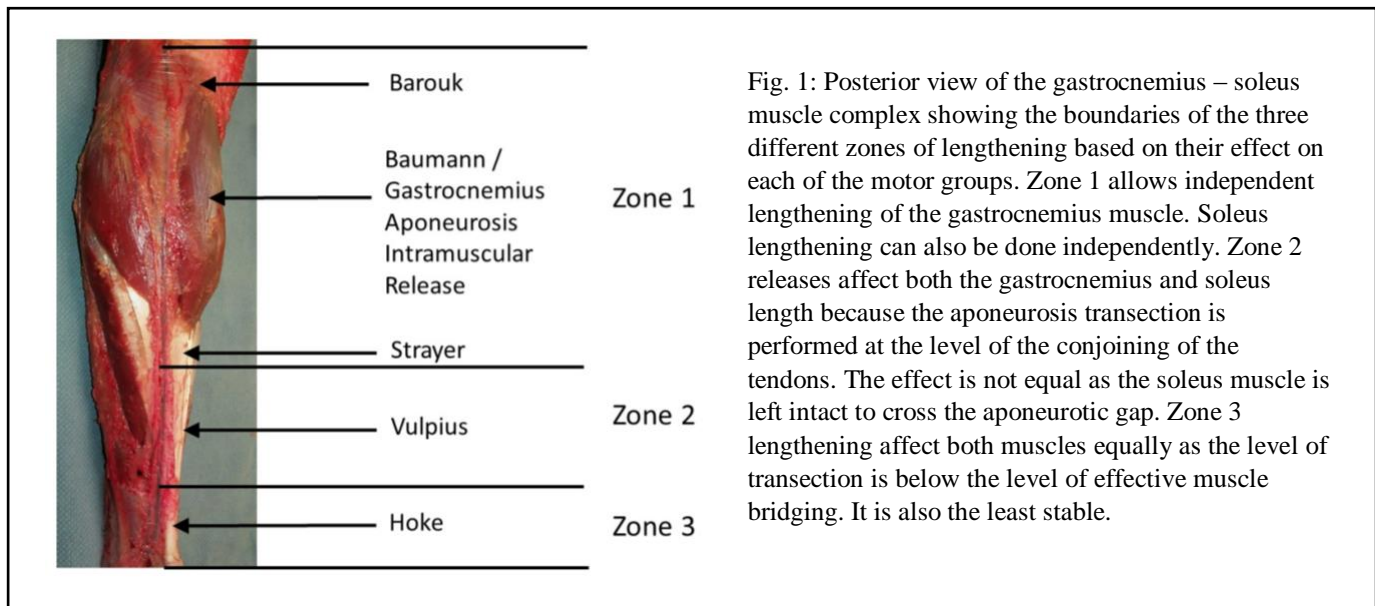 Barouk
Baumann /
Gastrocnemius
Aponeurosis
Intramuscular
Release
Zone 1
Strayer
Vulpius
Zone 2
Hoke
Zone 3
Fig. 1: Posterior view of the gastrocnemius – soleus
muscle complex showing the boundaries of the three
different zones of lengthening based on their effect on
each of the motor groups. Zone 1 allows independent
lengthening of the gastrocnemius muscle. Soleus
lengthening can also be done independently. Zone 2
releases affect both the gastrocnemius and soleus
length because the aponeurosis transection is
performed at the level of the conjoining of the
tendons. The effect is not equal as the soleus muscle is
left intact to cross the aponeurotic gap. Zone 3
lengthening affect both muscles equally as the level of
transection is below the level of effective muscle
bridging. It is also the least stable.